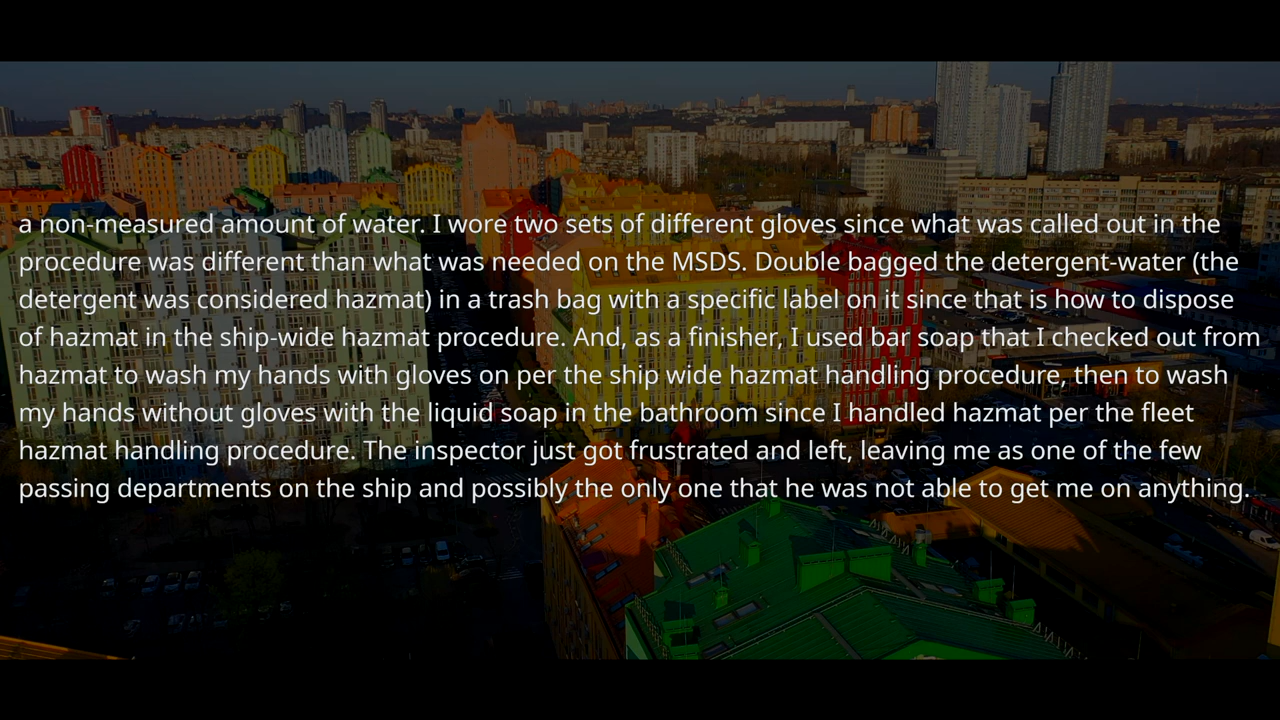 a non-measured amount of water. I wore two sets of different gloves since what was called out in the
procedure was different than what was needed on the MSDS. Double bagged the detergent-water (the
detergent was considered hazmat) in a trash bag with a specific label on it since that is how to dispose
of hazmat in the ship-wide hazmat procedure. And, as a finisher, I used bar soap that I checked out from
hazmat to wash my hands with gloves on per the ship wide hazmat handling procedure, then to wash
my hands without gloves with the liquid soap in the bathroom since I handled hazmat per the fleet
hazmat handling procedure. The inspector just got frustrated and left, leaving me as one of the few
passing departments on the ship and possibly the only one that he was not able to get me on anything.